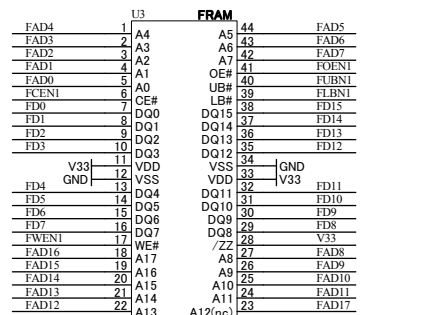 U3 FRAM
FAD4 1 A4 A5 44 FAD5
FAD3 2 A3 A6 43 FAD6
FAD2 3 A2 A7 42 FAD7
FAD1 4 A1 OE# 41 FOEN1
FAD0 5 A0 UB# 40 FUBN1
FCEN1 6 CE# LB# 39 FLBN1
FD0 7 DQ0 DQ15 38 FD15
FD1 8 DQ1 DQ14 37 FD14
FD2 9 DQ2 DQ13 36 FD13
FD3 10 DQ3 DQ12 35 FD12
V33 11 VDD VSS 34 GND
GND 12 VSS VDD 33 V33
FD4 13 DQ4 DQ11 32 FD11
FD5 14 DQ5 DQ10 31 FD10
FD6 15 DQ6 DQ9 30 FD9
FD7 16 DQ7 DQ8 29 FD8
FWEN1 17 WE# /ZZ 28 V33
FAD16 18 A17 A8 27 FAD8
FAD15 19 A16 A9 26 FAD9
FAD14 20 A15 A10 25 FAD10
FAD13 21 A14 A11 24 FAD11
FAD12 22 A13 A12(nc) 23 FAD17